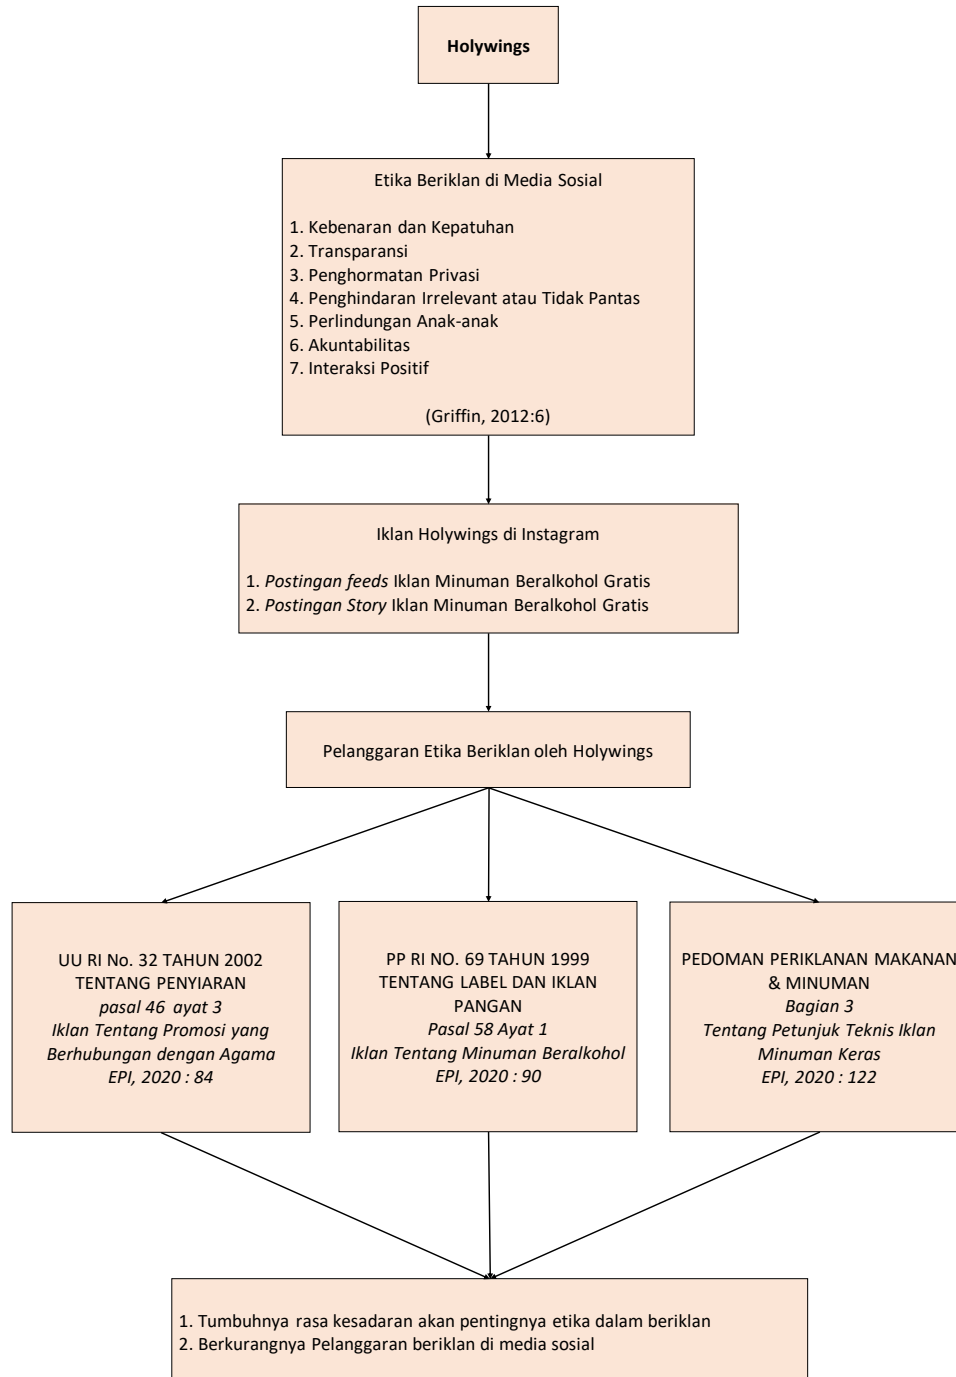 Holywings
Etika Beriklan di Media Sosial
1. Kebenaran dan Kepatuhan
2. Transparansi
3. Penghormatan Privasi
4. Penghindaran Irrelevant atau Tidak Pantas
5. Perlindungan Anak-anak
6. Akuntabilitas
7. Interaksi Positif
(Griffin, 2012:6)
Iklan Holywings di Instagram
1. Postingan feeds Iklan Minuman Beralkohol Gratis
2. Postingan Story Iklan Minuman Beralkohol Gratis
Pelanggaran Etika Beriklan oleh Holywings
UU RI No. 32 TAHUN 2002
TENTANG PENYIARAN
pasal 46 ayat 3
Iklan Tentang Promosi yang
Berhubungan dengan Agama
EPI, 2020 : 84
PP RI NO. 69 TAHUN 1999
TENTANG LABEL DAN IKLAN
PANGAN
Pasal 58 Ayat 1
Iklan Tentang Minuman Beralkohol
EPI, 2020 : 90
PEDOMAN PERIKLANAN MAKANAN
& MINUMAN
Bagian 3
Tentang Petunjuk Teknis Iklan
Minuman Keras
EPI, 2020 : 122
1. Tumbuhnya rasa kesadaran akan pentingnya etika dalam beriklan
2. Berkurangnya Pelanggaran beriklan di media sosial